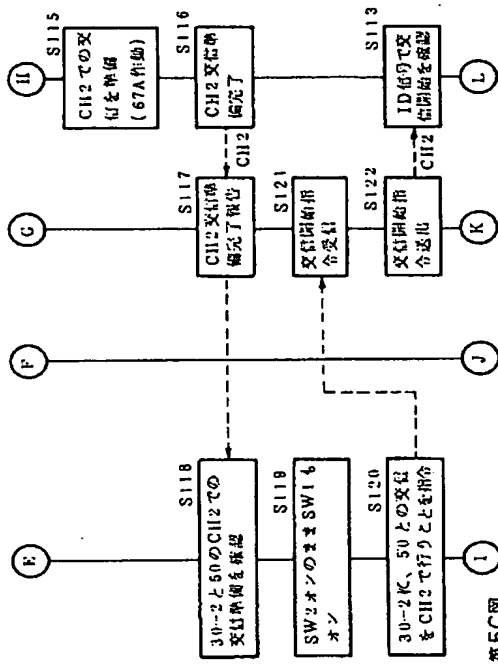 H
S115
CH2での交
信を準備
(67A作動)
S116
CH2交信準
備完了
S113
ID信号で交
信開始を確認
L
CH2
CH2
G
S117
CH2交信準
備完了報告
S121
交信開始指
令受信
S122
交信開始指
令送出
K
F
J
E
S118
30-2と50のCH2での
交信準備を確認
S119
SW2オンのままSW1も
オン
S120
30-2に、50との交信
をCH2で行うことを指令
I
第5C図